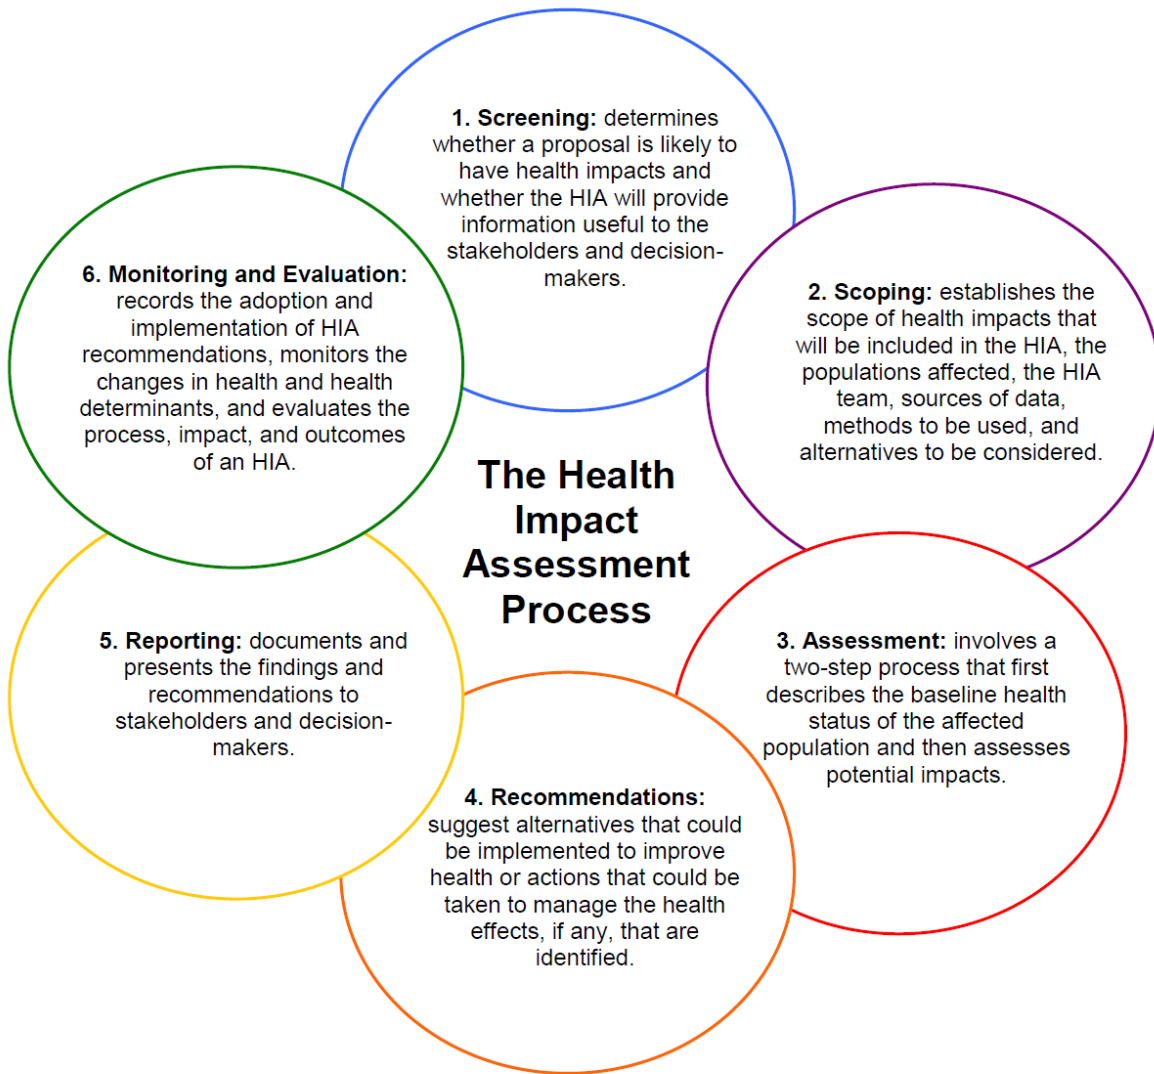 1. Screening: determines
whether a proposal is likely to
have health impacts and
whether the HIA will provide
information useful to the
stakeholders and decision-
makers.
2. Scoping: establishes the
scope of health impacts that
will be included in the HIA, the
populations affected, the HIA
team, sources of data,
methods to be used, and
alternatives to be considered.
3. Assessment: involves a
two-step process that first
describes the baseline health
status of the affected
population and then assesses
potential impacts.
4. Recommendations:
suggest alternatives that could
be implemented to improve
health or actions that could be
taken to manage the health
effects, if any, that are
identified.
5. Reporting: documents and
presents the findings and
recommendations to
stakeholders and decision-
makers.
6. Monitoring and Evaluation:
records the adoption and
implementation of HIA
recommendations, monitors the
changes in health and health
determinants, and evaluates the
process, impact, and outcomes
of an HIA.
The Health
Impact
Assessment
Process